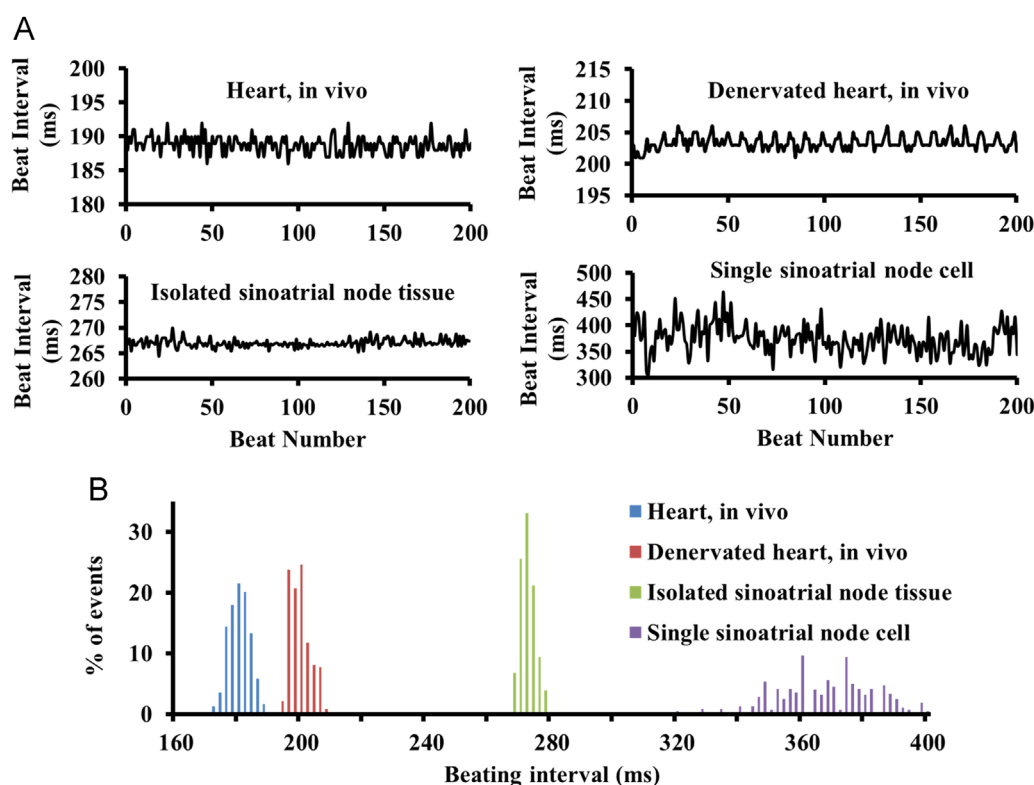 A
200
195
190
185
180
Beat Interval
(ms)
Heart, in vivo
0 50 100 150 200
215
210
205
200
195
Beat Interval
(ms)
Denervated heart, in vivo
0 50 100 150 200
280
275
270
265
260
Beat Interval
(ms)
Isolated sinoatrial node tissue
0 50 100 150 200
Beat Number
500
450
400
350
300
Beat Interval
(ms)
Single sinoatrial node cell
0 50 100 150 200
Beat Number
B
30
20
10
0
% of events
Heart, in vivo
Denervated heart, in vivo
Isolated sinoatrial node tissue
Single sinoatrial node cell
160 200 240 280 320 360 400
Beating interval (ms)